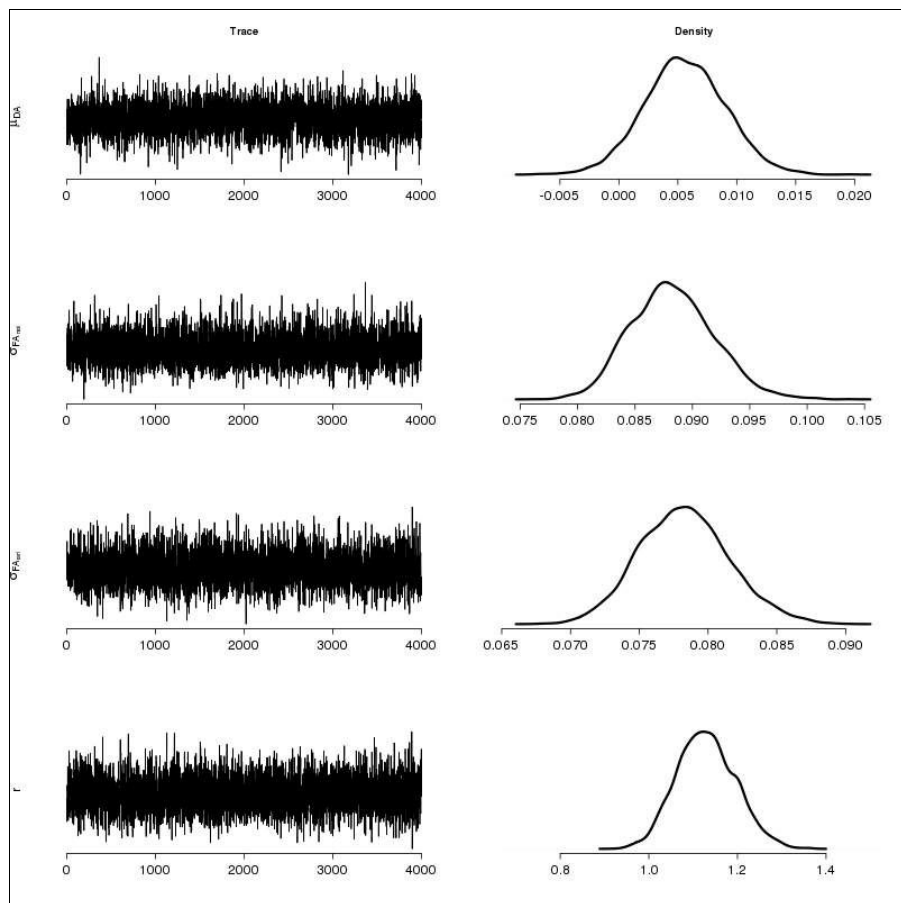 Trace Density
μDA
0 1000 2000 3000 4000 -0.005 0.000 0.005 0.010 0.015 0.020
0 1000 2000 3000 4000 0.075 0.080 0.085 0.090 0.095 0.100 0.105
0 1000 2000 3000 4000 0.065 0.070 0.075 0.080 0.085 0.090
r
0 1000 2000 3000 4000 0.8 1.0 1.2 1.4